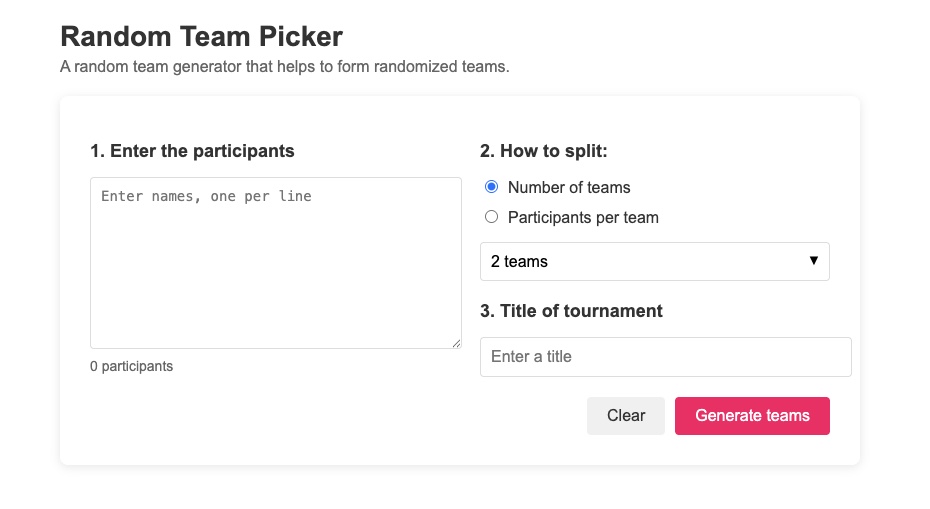 Random Team Picker
A random team generator that helps to form randomized teams.
1. Enter the participants
Enter names, one per line
0 participants
2. How to split:
Number of teams
Participants per team
2 teams
3. Title of tournament
Enter a title
Clear
Generate teams